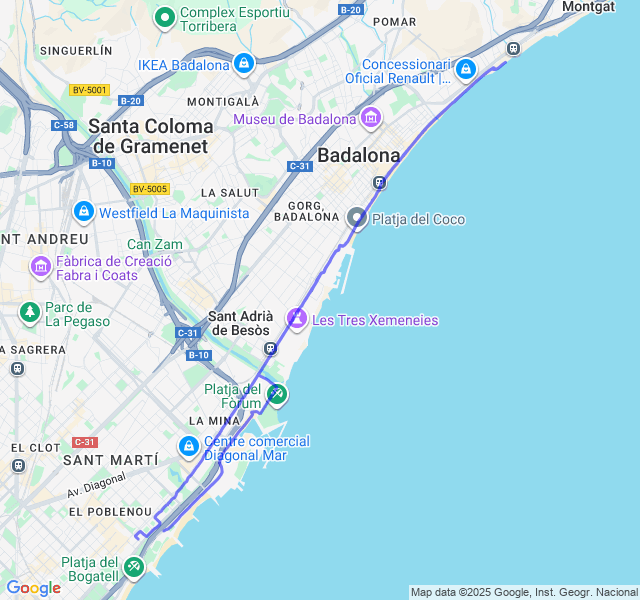 Montgat
Complex Esportiu
Torribera
B-20
POMAR
SINGUERLÍN
IKEA Badalona
Concessionari
Oficial Renault |...
BV-5001
B-20
MONTIGALÀ
Museu de Badalona
C-58
Santa Coloma
de Gramenet
C-31
Badalona
B-10
BV-5005
LA SALUT
GORG,
BADALONA
Westfield La Maquinista
Platja del Coco
NT ANDREU
Can Zam
Fàbrica de Creació
Fabra i Coats
Parc de
La Pegaso
Sant Adrià
de Besòs
Les Tres Xemeneies
C-31
A SAGRERA
B-10
Platja del
Fòrum
LA MINA
EL CLOT
C-31
Centre comercial
Diagonal Mar
SANT MARTÍ
Av. Diagonal
EL POBLENOU
Platja del
Bogatell
Google
Map data ©2025 Google, Inst. Geogr. Nacional